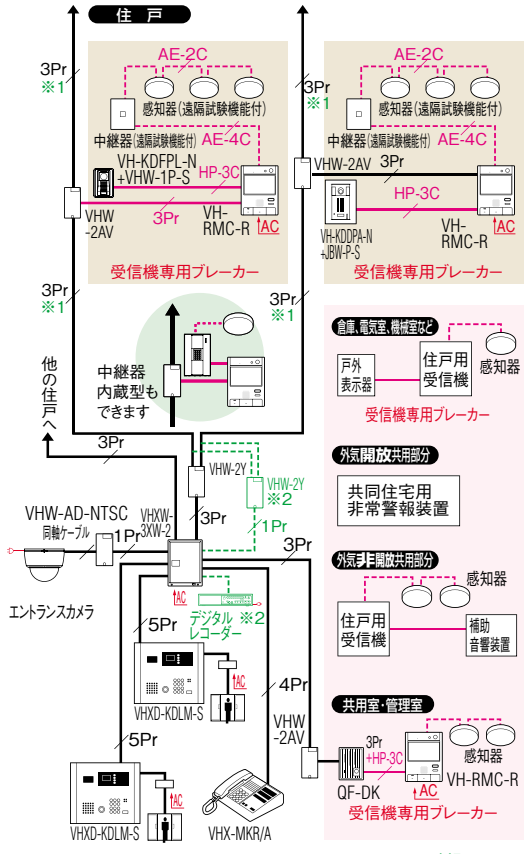 住戸
3Pr
※1
AE-2C
感知器(遠隔試験機能付)
中継器(遠隔試験機能付)
AE-4C
VH-KDFPL-N
+VHW-1P-S
HP-3C
3Pr
VHW
-2AV
VH-
RMC-R
AC
受信機専用ブレーカー
3Pr
※1
AE-2C
感知器(遠隔試験機能付)
中継器(遠隔試験機能付)
AE-4C
VHW-2AV
3Pr
HP-3C
VH-KDDPA-N
+JBW-P-S
VH-
RMC-R
AC
受信機専用ブレーカー
3Pr
※1
3Pr
※1
他の住戸へ
3Pr
中継器
内蔵型も
できます
VHW-2Y
VHW-2Y
※2
3Pr
1Pr
VHW-AD-NTSC
同軸ケーブル
1Pr
VHXW-
3XW-2
3Pr
エントランスカメラ
AC
デジタル
レコーダー
※2
5Pr
VHXD-KDLM-S
AC
4Pr
VHW
-2AV
5Pr
VHXD-KDLM-S
AC
VHX-MKR/A
倉庫、電気室、機械室など
戸外
表示器
住戸用
受信機
感知器
受信機専用ブレーカー
外気開放共用部分
共同住宅用
非常警報装置
外気非開放共用部分
感知器
住戸用
受信機
補助
音響装置
共用室・管理室
3Pr
+HP-3C
感知器
QF-DK
AC
VH-RMC-R
受信機専用ブレーカー